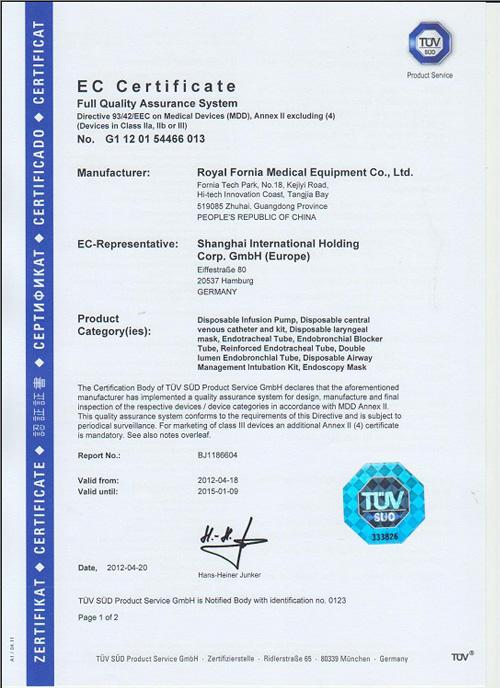 ZERTIFIKAT ◆ CERTIFICATE ◆ 認証証書 ◆ СЕРТИФИКАТ ◆ CERTIFICADO ◆ CERTIFICAT
TÜV
SÜD
Product Service
EC Certificate
Full Quality Assurance System
Directive 93/42/EEC on Medical Devices (MDD), Annex II excluding (4)
(Devices in Class IIa, IIb or III)
No. G1 12 01 54466 013
Manufacturer: Royal Fornia Medical Equipment Co., Ltd.
Fornia Tech Park, No.18, Kejiyi Road,
Hi-tech Innovation Coast, Tangjia Bay
519085 Zhuhai, Guangdong Province
PEOPLE'S REPUBLIC OF CHINA
EC-Representative: Shanghai International Holding
Corp. GmbH (Europe)
Eiffestraße 80
20537 Hamburg
GERMANY
Product
Category(ies): Disposable Infusion Pump, Disposable central
venous catheter and kit, Disposable laryngeal
mask, Endotracheal Tube, Endobronchial Blocker
Tube, Reinforced Endotracheal Tube, Double
lumen Endobronchial Tube, Disposable Airway
Management Intubation Kit, Endoscopy Mask
The Certification Body of TÜV SÜD Product Service GmbH declares that the aforementioned
manufacturer has implemented a quality assurance system for design, manufacture and final
inspection of the respective devices / device categories in accordance with MDD Annex II.
This quality assurance system conforms to the requirements of this Directive and is subject to
periodical surveillance. For marketing of class III devices an additional Annex II (4) certificate
is mandatory. See also notes overleaf.
Report No.: BJ1186604
Valid from: 2012-04-18
Valid until: 2015-01-09
TÜV
SÜD
333826
Date, 2012-04-20
Hans-Heiner Junker
TÜV SÜD Product Service GmbH is Notified Body with identification no. 0123
Page 1 of 2
A1 / 04.11
TÜV SÜD Product Service GmbH · Zertifizierstelle · Ridlerstraße 65 · 80339 München · Germany
TÜV®